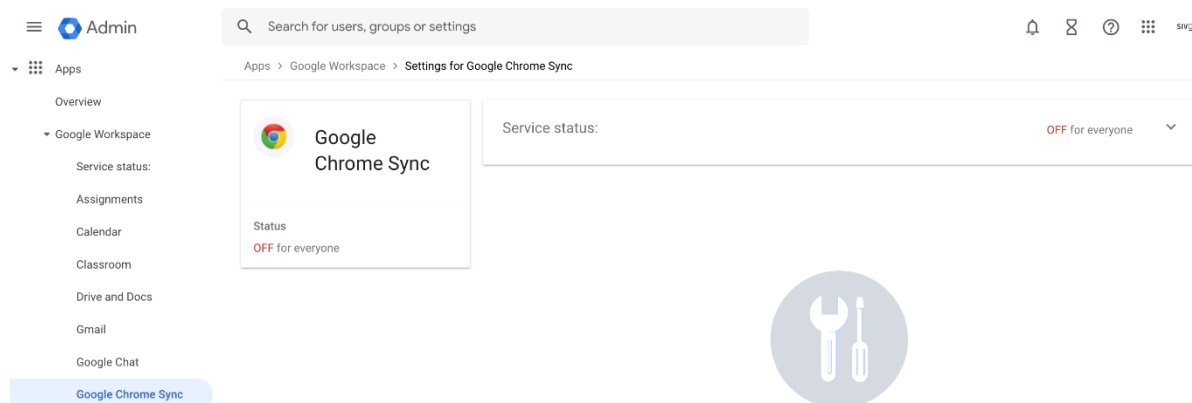 Admin
Search for users, groups or settings
Apps
Apps > Google Workspace > Settings for Google Chrome Sync
Overview
Google Workspace
Service status:
Assignments
Calendar
Classroom
Drive and Docs
Gmail
Google Chat
Google Chrome Sync
Google
Chrome Sync
Status
OFF for everyone
Service status:
OFF for everyone